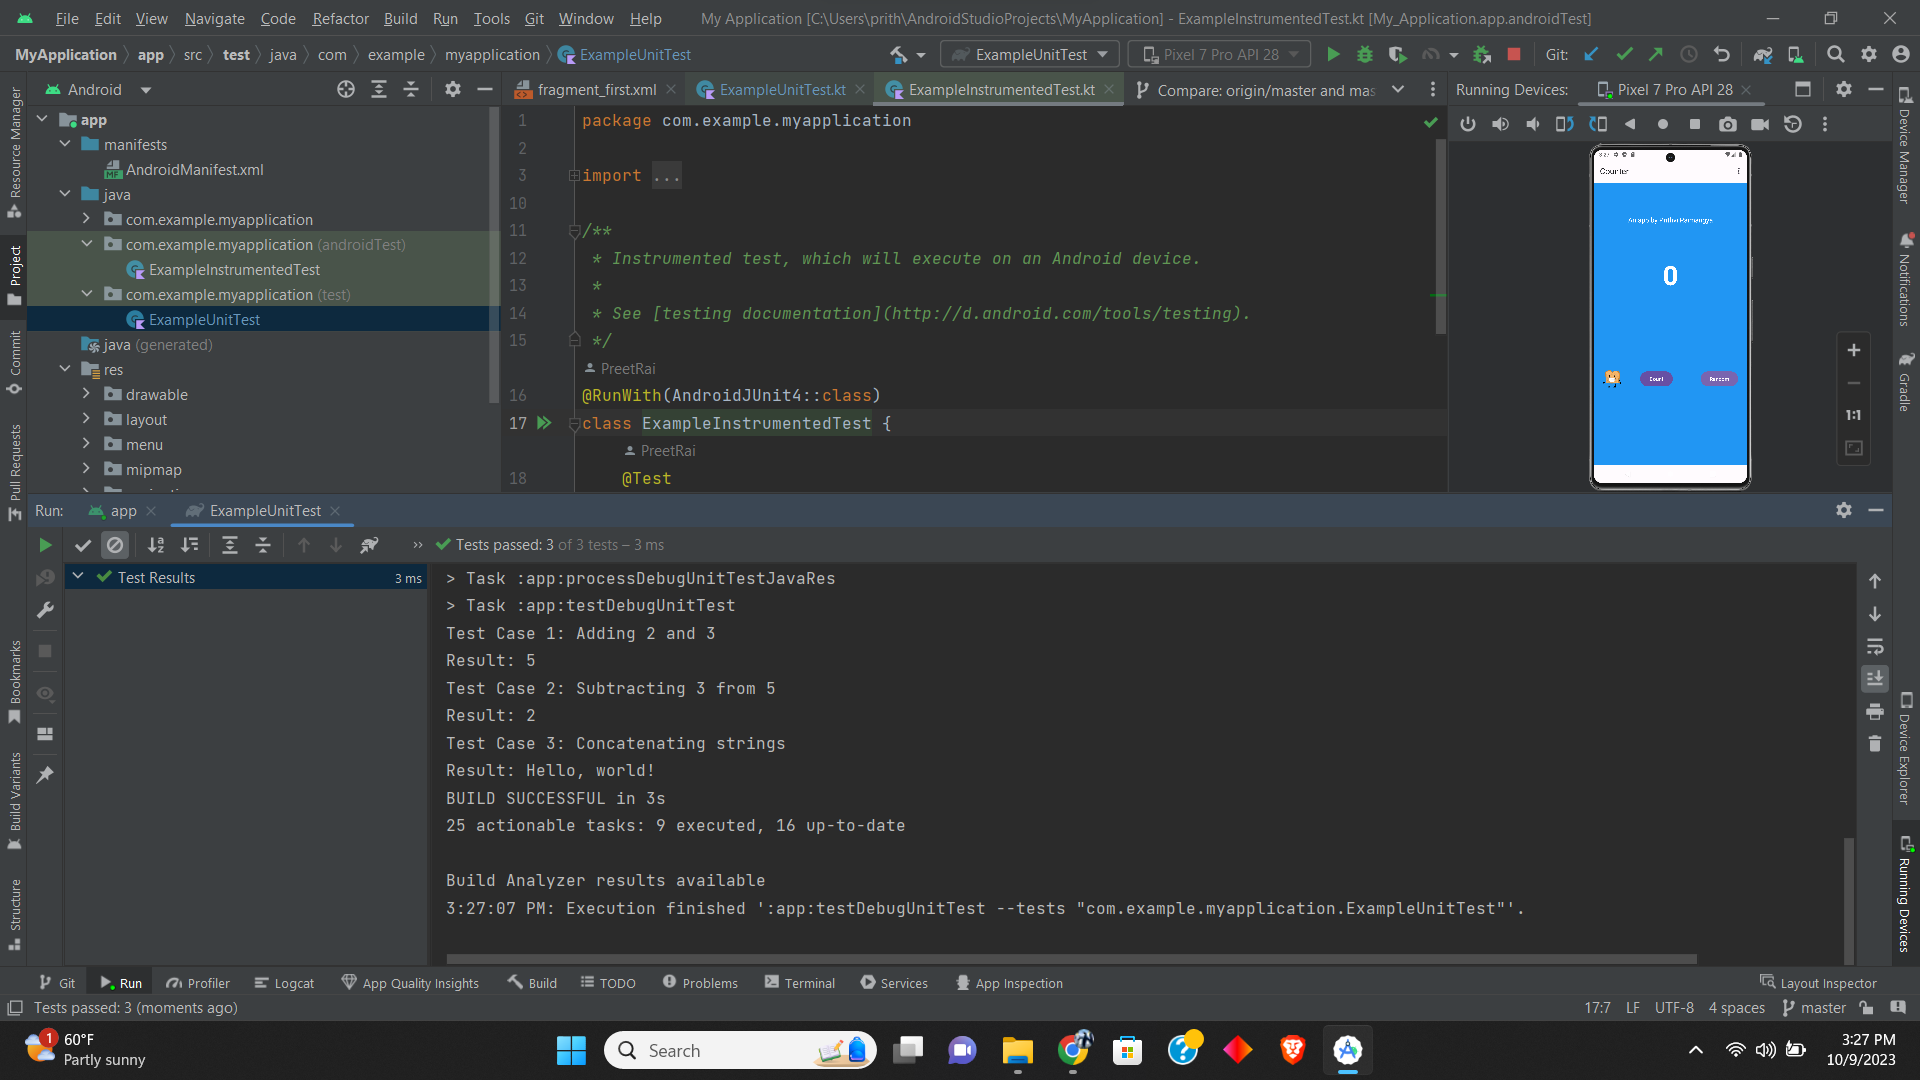 File Edit View Navigate Code Refactor Build Run Tools Git Window Help My Application [C:\Users\prith\AndroidStudioProjects\MyApplication] - ExampleInstrumentedTest.kt [My_Application.app.androidTest]
MyApplication app src test java com example myapplication ExampleUnitTest ExampleUnitTest Pixel 7 Pro API 28 Git:
Android fragment_first.xml ExampleUnitTest.kt ExampleInstrumentedTest.kt Compare: origin/master and mas Running Devices: Pixel 7 Pro API 28
app
manifests
AndroidManifest.xml
java
com.example.myapplication
com.example.myapplication (androidTest)
ExampleInstrumentedTest
com.example.myapplication (test)
ExampleUnitTest
java (generated)
res
drawable
layout
menu
mipmap
1 package com.example.myapplication
2
3 import ...
10
11 /**
12 * Instrumented test, which will execute on an Android device.
13 *
14 * See [testing documentation](http://d.android.com/tools/testing).
15 */
PreetRai
16 @RunWith(AndroidJUnit4::class)
17 class ExampleInstrumentedTest {
PreetRai
18 @Test
3:27
Counter
An app by
0
Count Random
1:1
Resource Manager
Project
Commit
Pull Requests
Bookmarks
Build Variants
Structure
Device Manager
Notifications
Gradle
Device Explorer
Running Devices
Run: app ExampleUnitTest
Tests passed: 3 of 3 tests – 3 ms
Test Results 3 ms
> Task :app:processDebugUnitTestJavaRes
> Task :app:testDebugUnitTest
Test Case 1: Adding 2 and 3
Result: 5
Test Case 2: Subtracting 3 from 5
Result: 2
Test Case 3: Concatenating strings
Result: Hello, world!
BUILD SUCCESSFUL in 3s
25 actionable tasks: 9 executed, 16 up-to-date
Build Analyzer results available
3:27:07 PM: Execution finished ':app:testDebugUnitTest --tests "com.example.myapplication.ExampleUnitTest"'.
Git Run Profiler Logcat App Quality Insights Build TODO Problems Terminal Services App Inspection Layout Inspector
Tests passed: 3 (moments ago) 17:7 LF UTF-8 4 spaces master
1
60°F
Partly sunny
Search
3:27 PM
10/9/2023